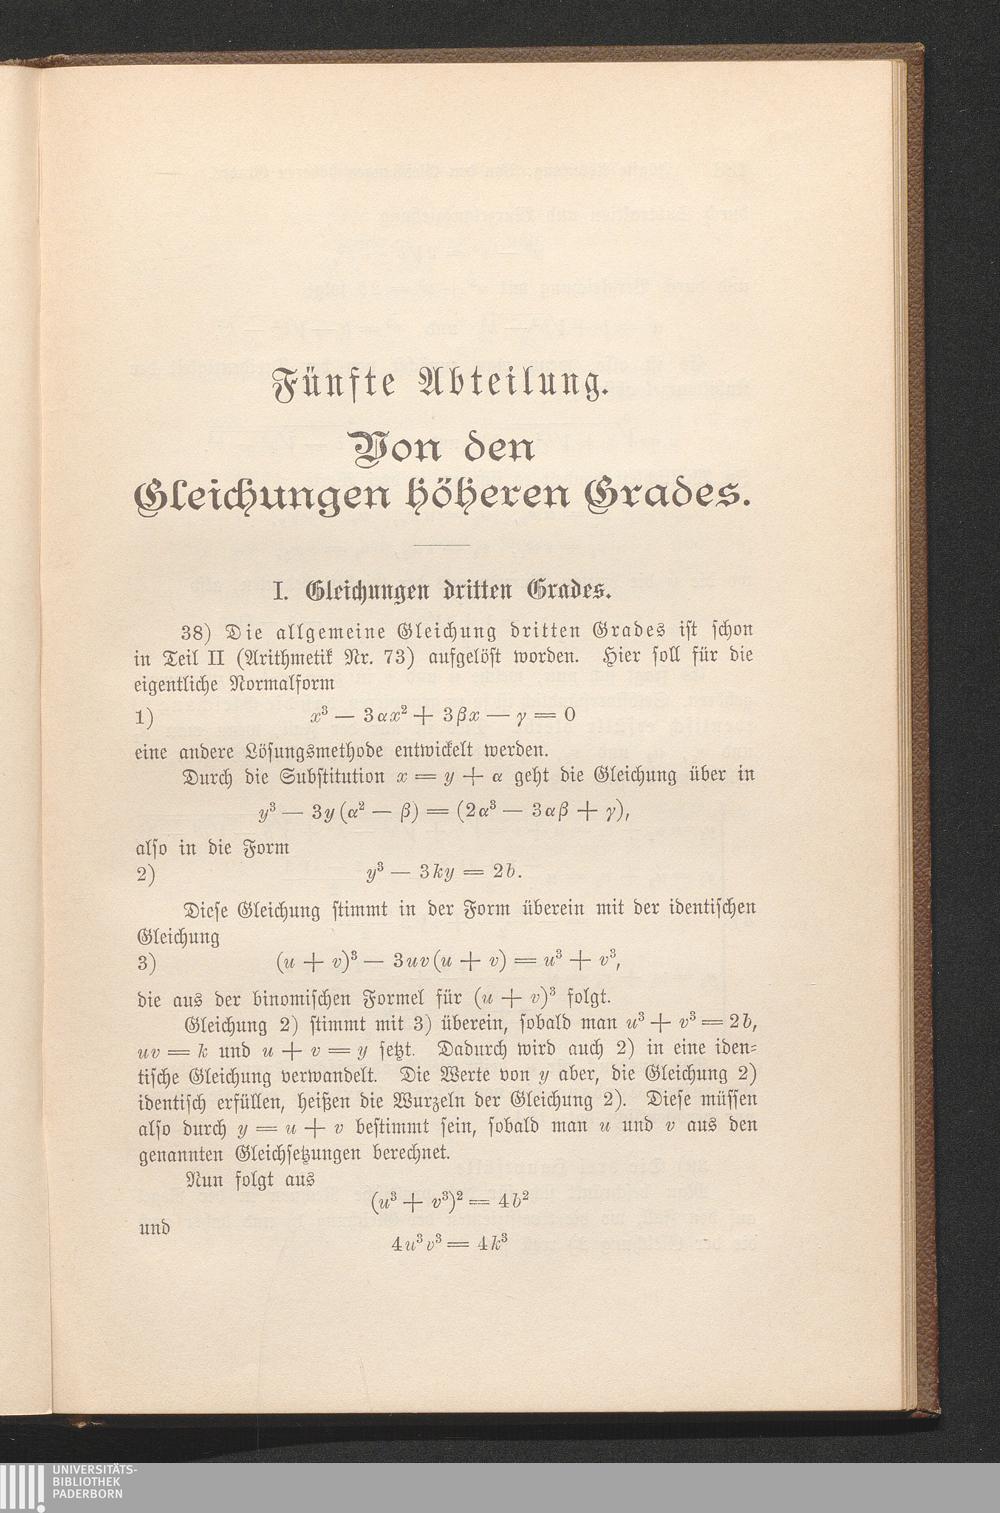 Fünfte Abteilung.
Von den
Gleichungen höheren Grades.
I. Gleichungen dritten Grades.
38) Die allgemeine Gleichung dritten Grades ist schon
in Teil II (Arithmetik Nr. 73) aufgelöst worden. Hier soll für die
eigentliche Normalform
1) x³ — 3αx² + 3βx — γ = 0
eine andere Lösungsmethode entwickelt werden.
Durch die Substitution x = y + α geht die Gleichung über in
y³ — 3y(α² — β) = (2α³ — 3αβ + γ),
also in die Form
2) y³ — 3ky = 2b.
Diese Gleichung stimmt in der Form überein mit der identischen
Gleichung
3) (u + v)³ — 3uv(u + v) = u³ + v³,
die aus der binomischen Formel für (u + v)³ folgt.
Gleichung 2) stimmt mit 3) überein, sobald man u³ + v³ = 2b,
uv = k und u + v = y setzt. Dadurch wird auch 2) in eine iden-
tische Gleichung verwandelt. Die Werte von y aber, die Gleichung 2)
identisch erfüllen, heißen die Wurzeln der Gleichung 2). Diese müssen
also durch y = u + v bestimmt sein, sobald man u und v aus den
genannten Gleichsetzungen berechnet.
Nun folgt aus
(u³ + v³)² = 4b²
und
4u³v³ = 4k³
UNIVERSITÄTS-
BIBLIOTHEK
PADERBORN